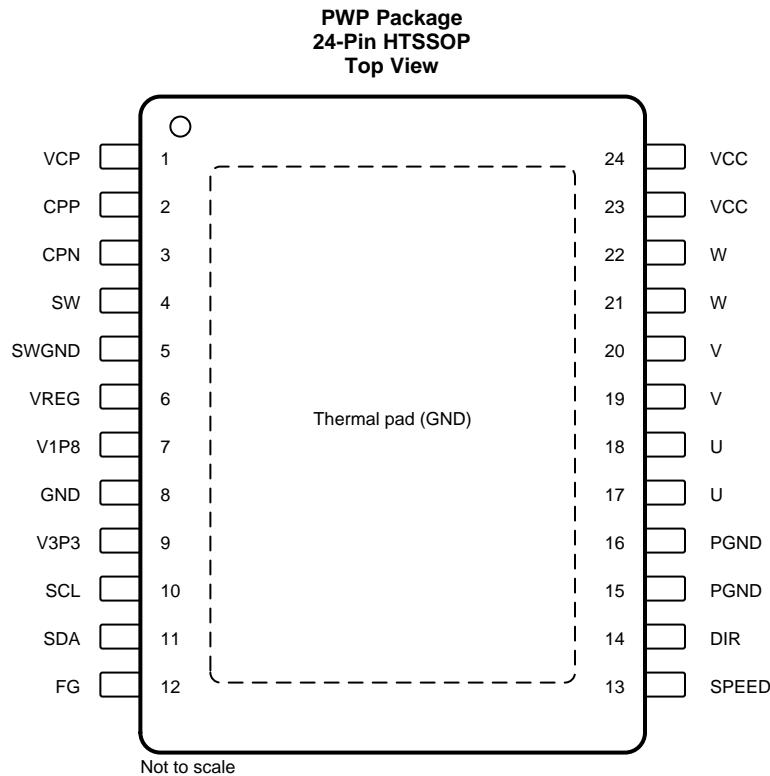 PWP Package
24-Pin HTSSOP
Top View
VCP 1 24 VCC
CPP 2 23 VCC
CPN 3 22 W
SW 4 21 W
SWGND 5 20 V
VREG 6 19 V
Thermal pad (GND)
V1P8 7 18 U
GND 8 17 U
V3P3 9 16 PGND
SCL 10 15 PGND
SDA 11 14 DIR
FG 12 13 SPEED
Not to scale